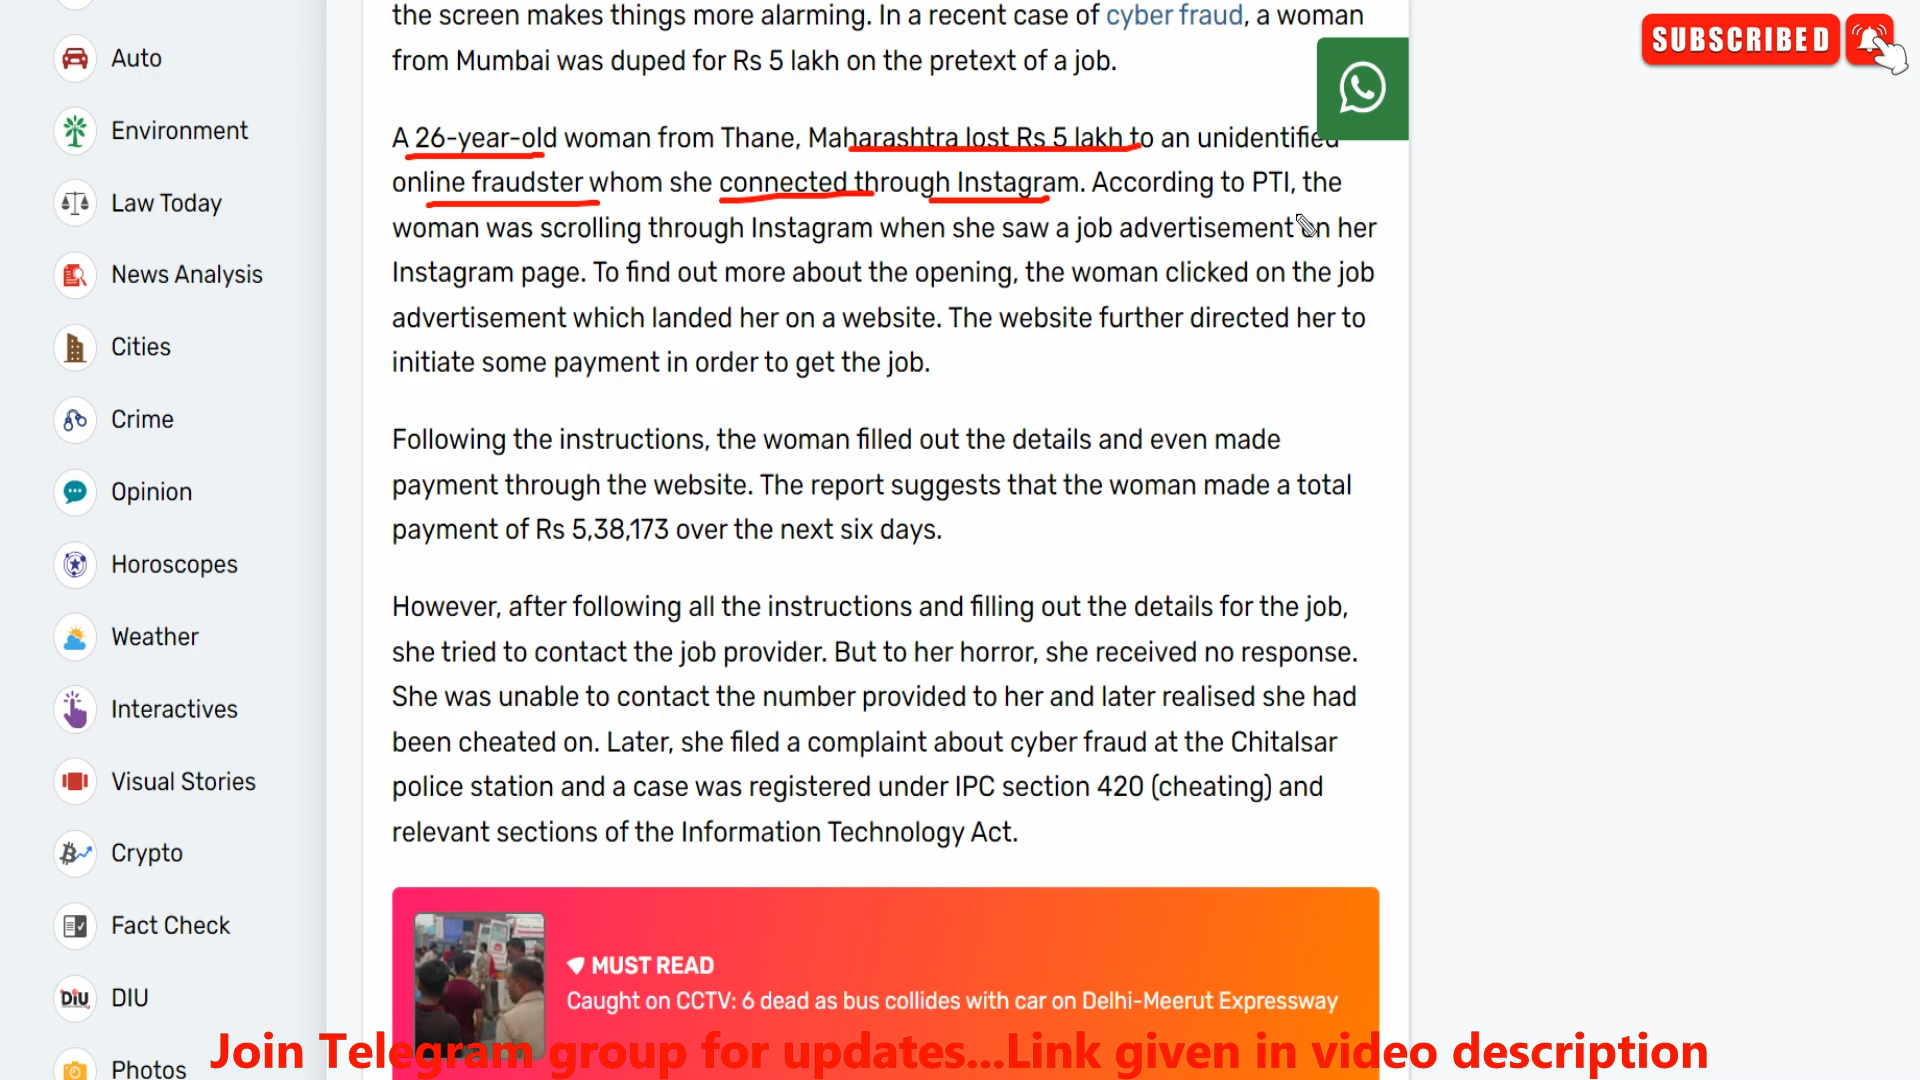 the screen makes things more alarming. In a recent case of cyber fraud, a woman
from Mumbai was duped for Rs 5 lakh on the pretext of a job.
SUBSCRIBED
A 26-year-old woman from Thane, Maharashtra lost Rs 5 lakh to an unidentified
online fraudster whom she connected through Instagram. According to PTI, the
woman was scrolling through Instagram when she saw a job advertisement on her
Instagram page. To find out more about the opening, the woman clicked on the job
advertisement which landed her on a website. The website further directed her to
initiate some payment in order to get the job.
Following the instructions, the woman filled out the details and even made
payment through the website. The report suggests that the woman made a total
payment of Rs 5,38,173 over the next six days.
However, after following all the instructions and filling out the details for the job,
she tried to contact the job provider. But to her horror, she received no response.
She was unable to contact the number provided to her and later realised she had
been cheated on. Later, she filed a complaint about cyber fraud at the Chitalsar
police station and a case was registered under IPC section 420 (cheating) and
relevant sections of the Information Technology Act.
MUST READ
Caught on CCTV: 6 dead as bus collides with car on Delhi-Meerut Expressway
Auto
Environment
Law Today
News Analysis
Cities
Crime
Opinion
Horoscopes
Weather
Interactives
Visual Stories
Crypto
Fact Check
DIU
DIU
Photos
Join Telegram group for updates...Link given in video description